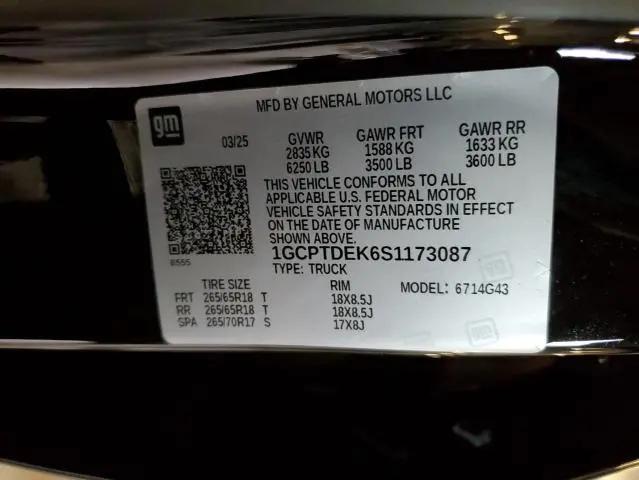 MFD BY GENERAL MOTORS LLC
gm
03/25 GVWR GAWR FRT GAWR RR
2835 KG 1588 KG 1633 KG
6250 LB 3500 LB 3600 LB
THIS VEHICLE CONFORMS TO ALL
APPLICABLE U.S. FEDERAL MOTOR
VEHICLE SAFETY STANDARDS IN EFFECT
ON THE DATE OF MANUFACTURE
SHOWN ABOVE.
6555
1GCPTDEK6S1173087
TYPE: TRUCK
TIRE SIZE RIM MODEL: 6714G43
FRT 265/65R18 T 18X8.5J
RR 265/65R18 T 18X8.5J
SPA 265/70R17 S 17X8J